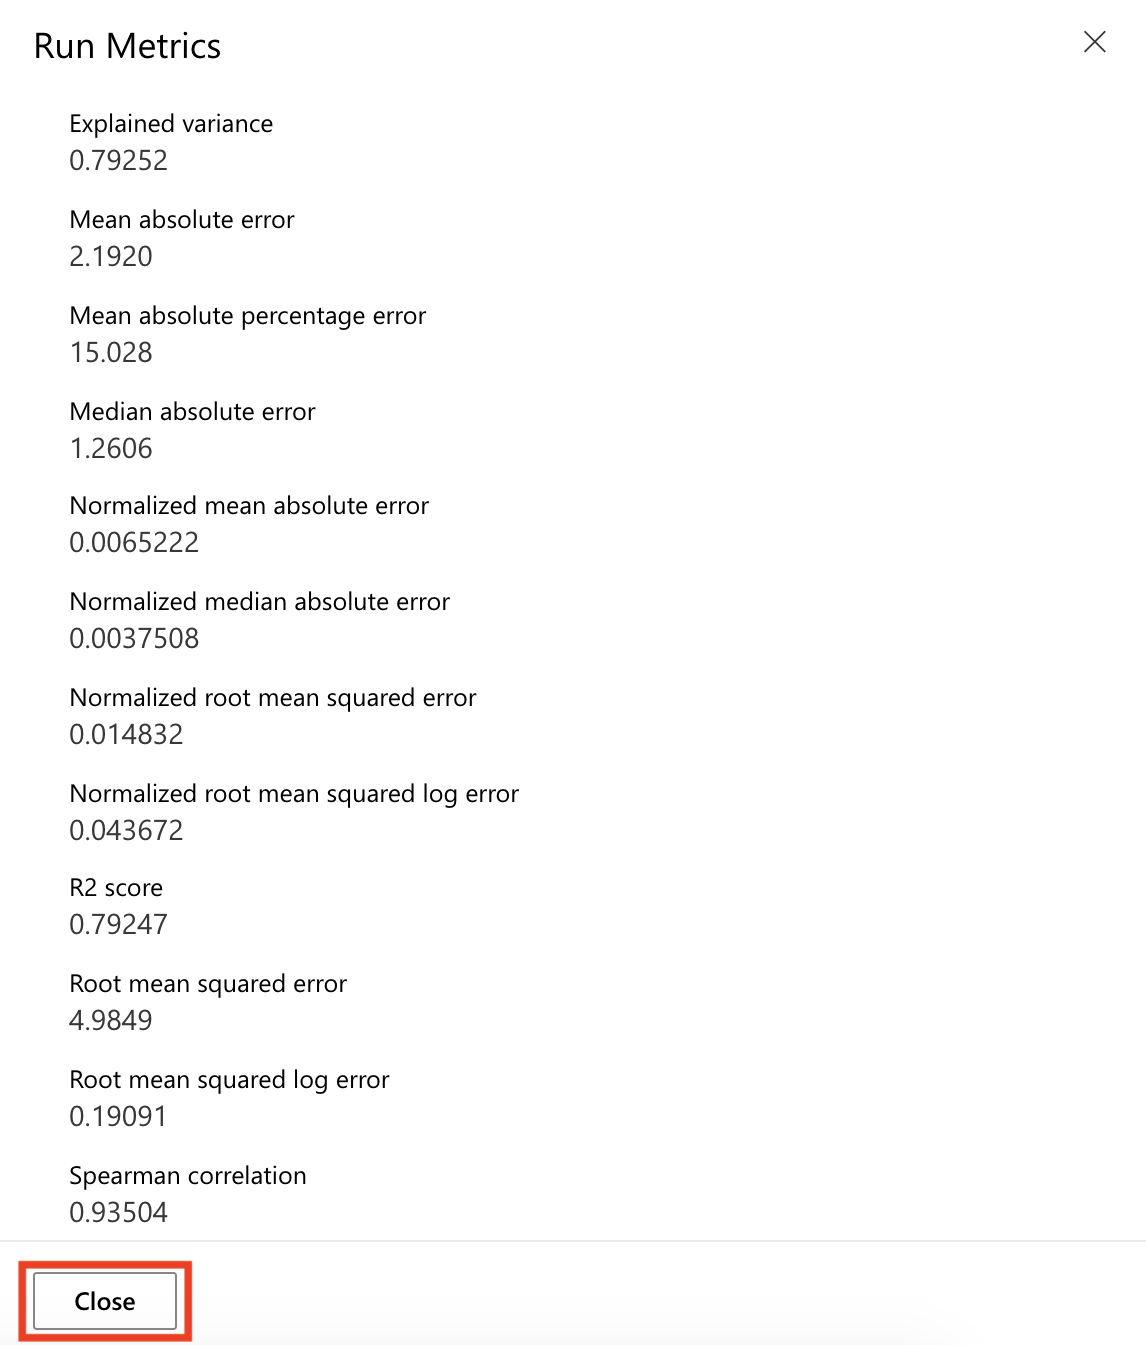 Run Metrics
Explained variance
0.79252
Mean absolute error
2.1920
Mean absolute percentage error
15.028
Median absolute error
1.2606
Normalized mean absolute error
0.0065222
Normalized median absolute error
0.0037508
Normalized root mean squared error
0.014832
Normalized root mean squared log error
0.043672
R2 score
0.79247
Root mean squared error
4.9849
Root mean squared log error
0.19091
Spearman correlation
0.93504
Close